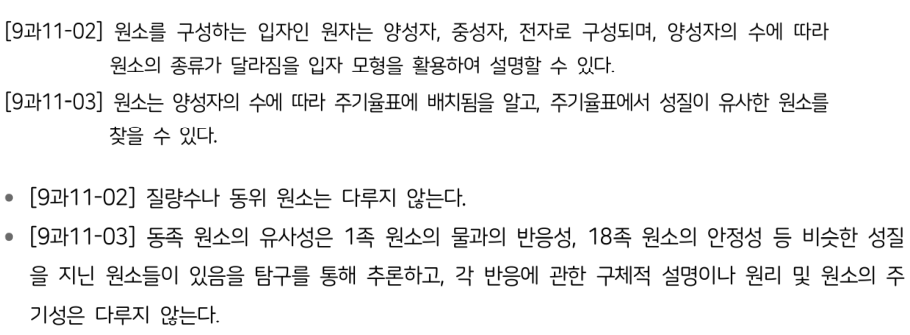 [9과11-02] 원소를 구성하는 입자인 원자는 양성자, 중성자, 전자로 구성되며, 양성자의 수에 따라
원소의 종류가 달라짐을 입자 모형을 활용하여 설명할 수 있다.
[9과11-03] 원소는 양성자의 수에 따라 주기율표에 배치됨을 알고, 주기율표에서 성질이 유사한 원소를
찾을 수 있다.
• [9과11-02] 질량수나 동위 원소는 다루지 않는다.
• [9과11-03] 동족 원소의 유사성은 1족 원소의 물과의 반응성, 18족 원소의 안정성 등 비슷한 성질
을 지닌 원소들이 있음을 탐구를 통해 추론하고, 각 반응에 관한 구체적 설명이나 원리 및 원소의 주
기성은 다루지 않는다.